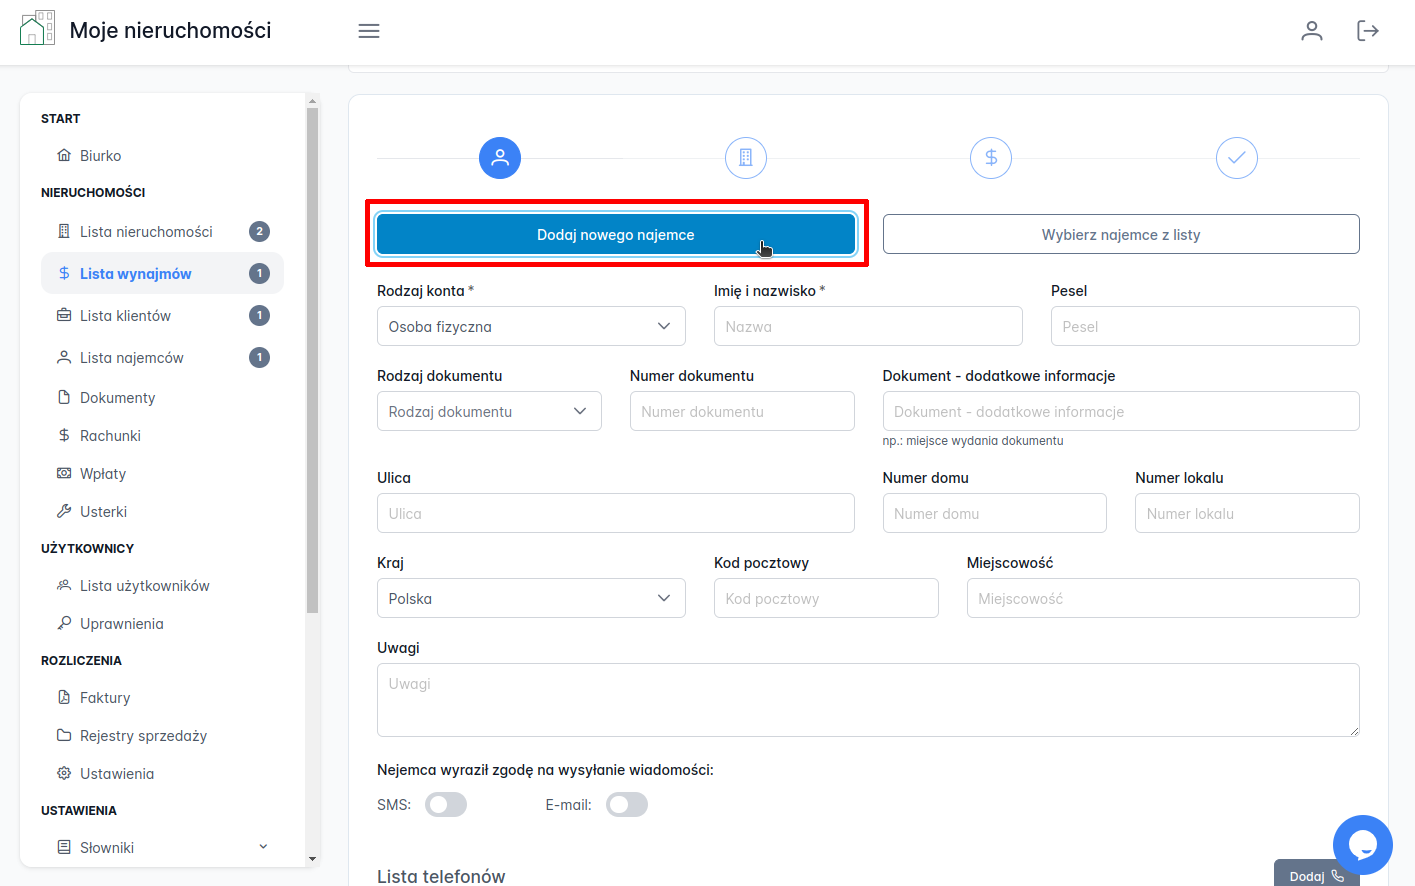 Moje nieruchomości
START
Biurko
NIERUCHOMOŚCI
Lista nieruchomości 2
Lista wynajmów 1
Lista klientów 1
Lista najemców 1
Dokumenty
Rachunki
Wpłaty
Usterki
UŻYTKOWNICY
Lista użytkowników
Uprawnienia
ROZLICZENIA
Faktury
Rejestry sprzedaży
Ustawienia
USTAWIENIA
Słowniki
Dodaj nowego najemce Wybierz najemce z listy
Rodzaj konta * Imię i nazwisko * Pesel
Osoba fizyczna Nazwa Pesel
Rodzaj dokumentu Numer dokumentu Dokument - dodatkowe informacje
Rodzaj dokumentu Numer dokumentu Dokument - dodatkowe informacje
np.: miejsce wydania dokumentu
Ulica Numer domu Numer lokalu
Ulica Numer domu Numer lokalu
Kraj Kod pocztowy Miejscowość
Polska Kod pocztowy Miejscowość
Uwagi
Uwagi
Nejemca wyraził zgodę na wysyłanie wiadomości:
SMS: E-mail:
Lista telefonów Dodaj